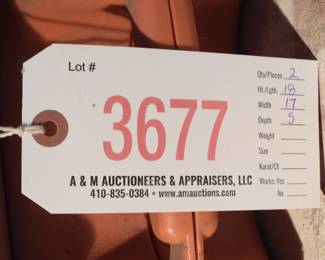 Lot #
3677
A & M AUCTIONEERS & APPRAISERS, LLC
410-835-0384 • www.amauctions.com
Qty/Pieces 2
Ht./Lgth. 18
Width 17
Depth 5
Weight
Size
Karat/Ct
Works: Yes
No